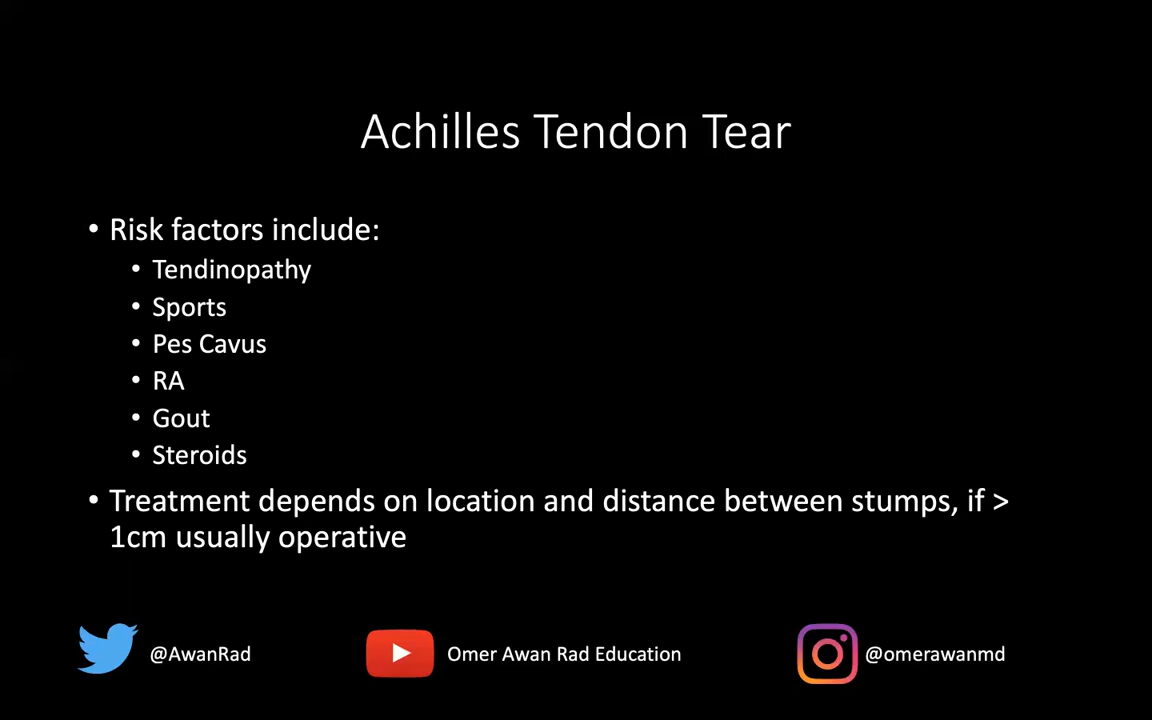 Achilles Tendon Tear
• Risk factors include:
• Tendinopathy
• Sports
• Pes Cavus
• RA
• Gout
• Steroids
• Treatment depends on location and distance between stumps, if >
1cm usually operative
@AwanRad
Omer Awan Rad Education
@omerawanmd